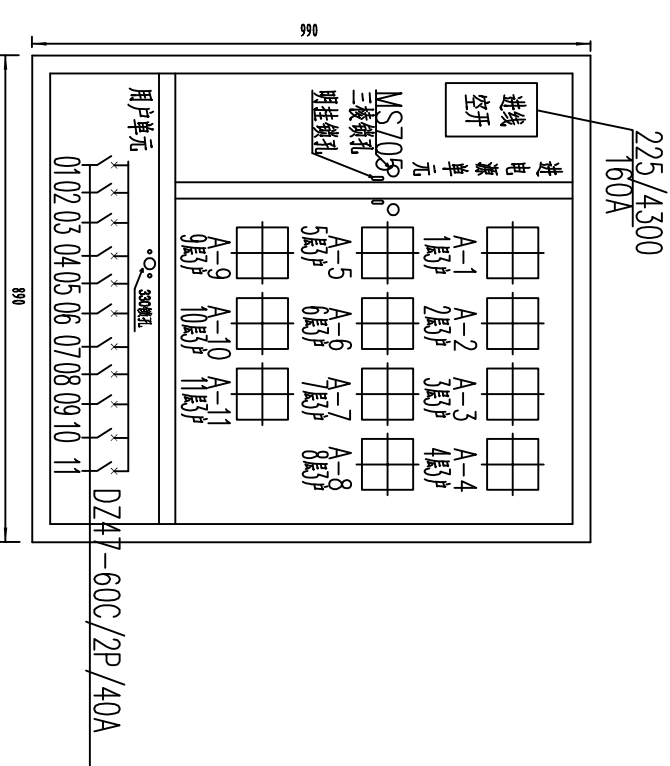 990
890
225/4300
160A
进线
空开
进电源单元
MS705
三棱锁孔
明挂锁孔
A-1
1层3户
A-2
2层3户
A-3
3层3户
A-4
4层3户
A-5
5层3户
A-6
6层3户
A-7
7层3户
A-8
8层3户
A-9
9层3户
A-10
10层3户
A-11
11层3户
用户单元
330锁孔
01 02 03 04 05 06 07 08 09 10 11
DZ47-60C/2P/40A